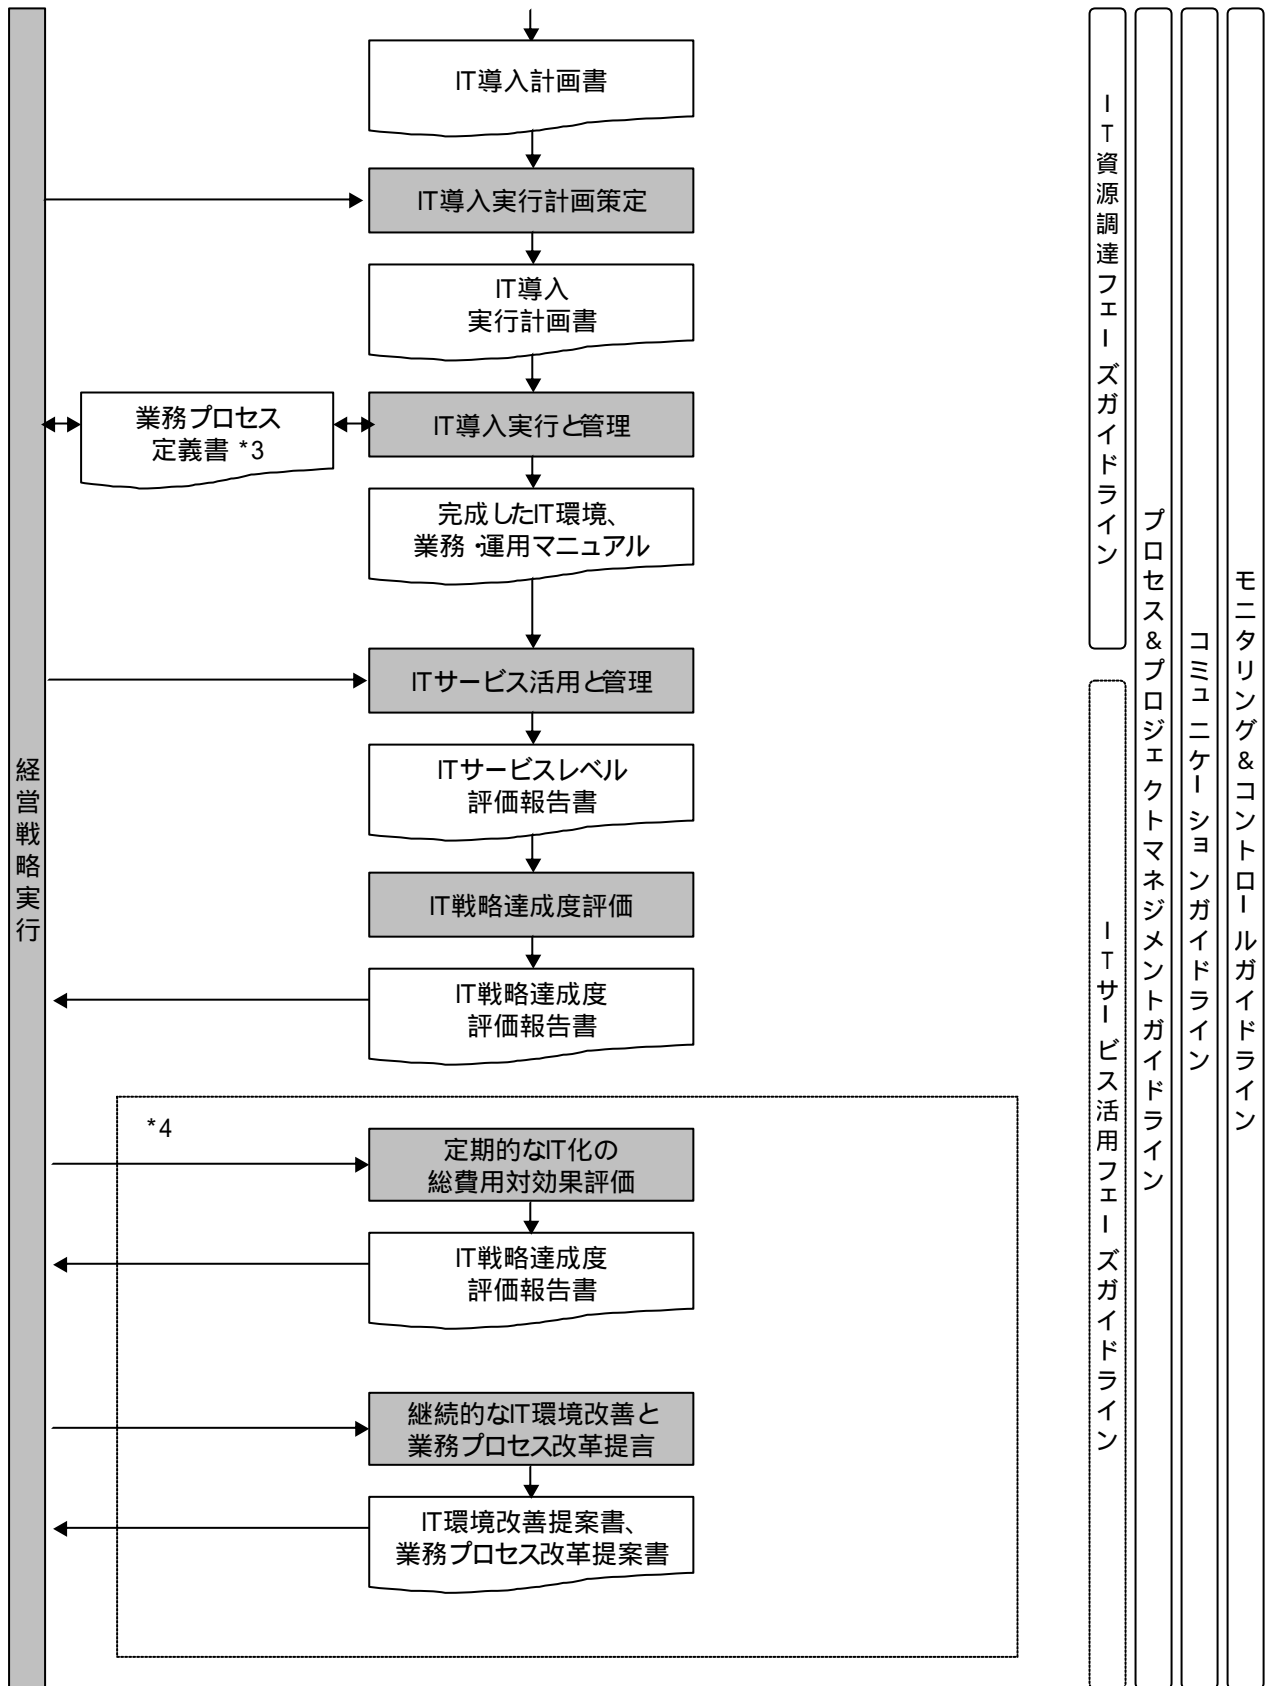 IT導入計画書
IT導入実行計画策定
IT導入
実行計画書
業務プロセス
定義書 *3
IT導入実行と管理
完成したIT環境、
業務・運用マニュアル
ITサービス活用と管理
ITサービスレベル
評価報告書
IT戦略達成度評価
IT戦略達成度
評価報告書
*4
定期的なIT化の
総費用対効果評価
IT戦略達成度
評価報告書
継続的なIT環境改善と
業務プロセス改革提言
IT環境改善提案書、
業務プロセス改革提案書
経営戦略実行
IT資源調達フェーズガイドライン
ITサービス活用フェーズガイドライン
プロセス&プロジェクトマネジメントガイドライン
コミュニケーションガイドライン
モニタリング&コントロールガイドライン